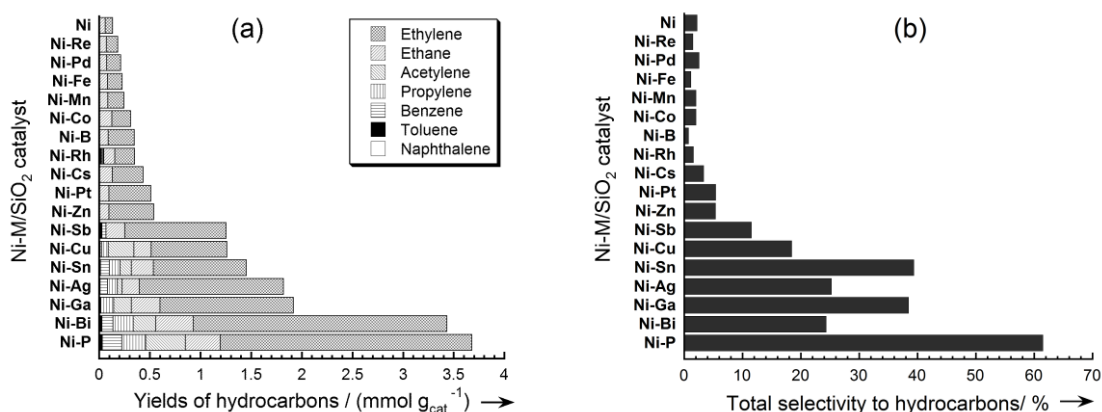 (a)
Ni-M/SiO₂ catalyst
Ni
Ni-Re
Ni-Pd
Ni-Fe
Ni-Mn
Ni-Co
Ni-B
Ni-Rh
Ni-Cs
Ni-Pt
Ni-Zn
Ni-Sb
Ni-Cu
Ni-Sn
Ni-Ag
Ni-Ga
Ni-Bi
Ni-P
Ethylene
Ethane
Acetylene
Propylene
Benzene
Toluene
Naphthalene
0 0.5 1 1.5 2 2.5 3 3.5 4
Yields of hydrocarbons / (mmol g_cat⁻¹) →
(b)
Ni-M/SiO₂ catalyst
Ni
Ni-Re
Ni-Pd
Ni-Fe
Ni-Mn
Ni-Co
Ni-B
Ni-Rh
Ni-Cs
Ni-Pt
Ni-Zn
Ni-Sb
Ni-Cu
Ni-Sn
Ni-Ag
Ni-Ga
Ni-Bi
Ni-P
0 10 20 30 40 50 60 70
Total selectivity to hydrocarbons/ % →